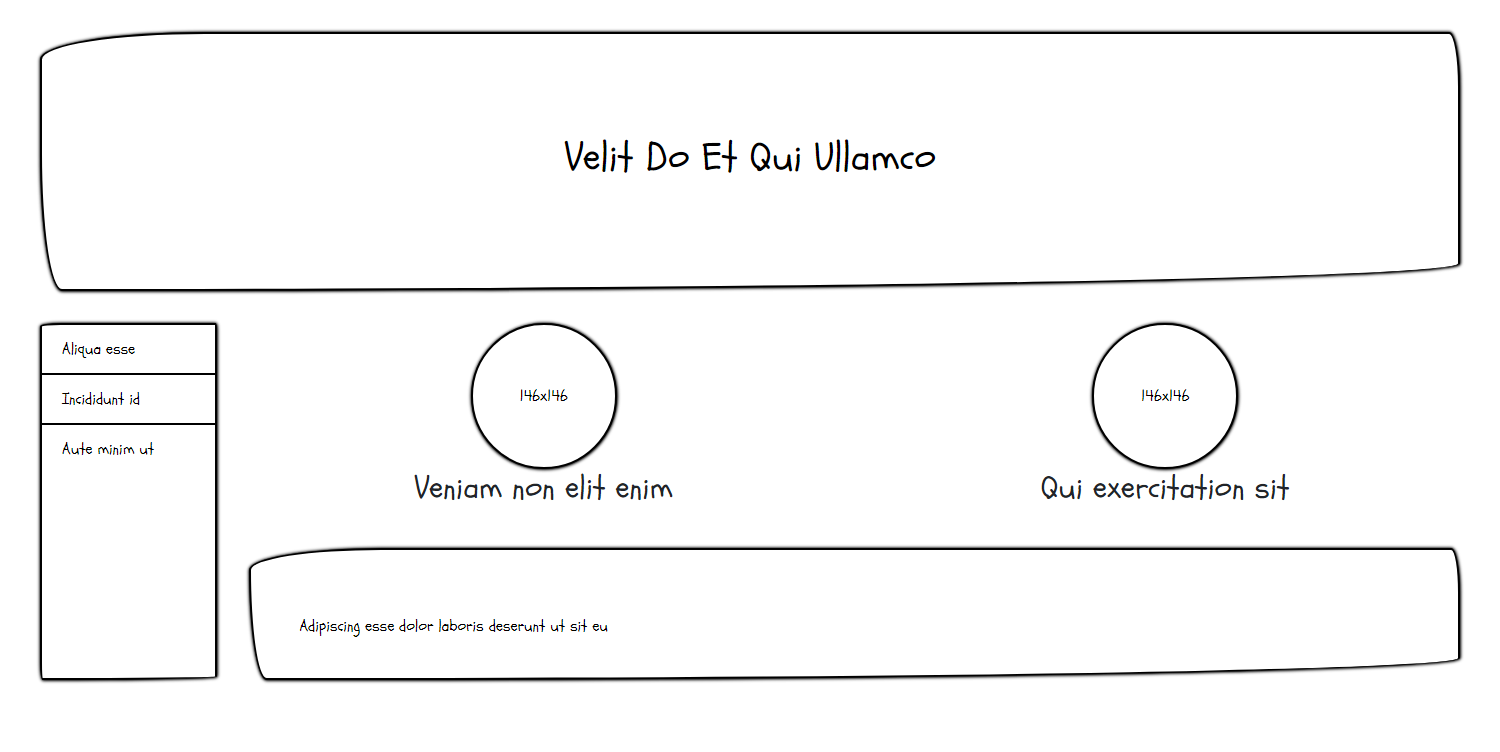 Velit Do Et Qui Ullamco
Aliqua esse
Incididunt id
Aute minim ut
146x146
Veniam non elit enim
146x146
Qui exercitation sit
Adipiscing esse dolor laboris deserunt ut sit eu